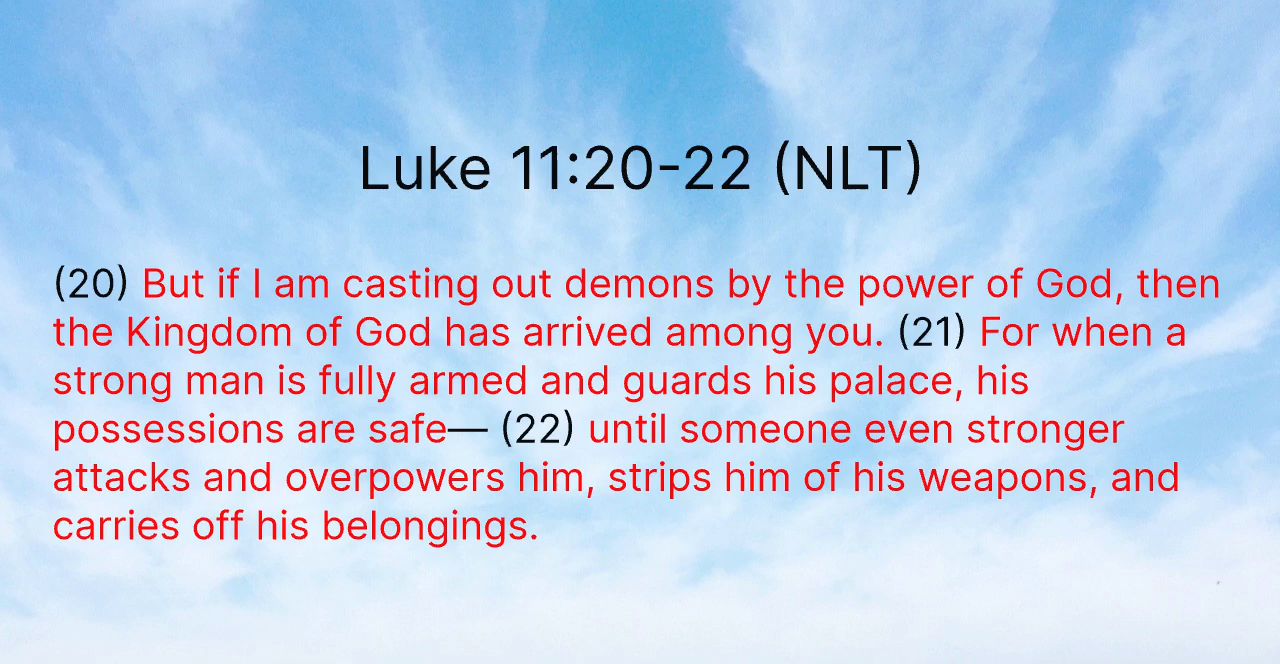 Luke 11:20-22 (NLT)
(20) But if I am casting out demons by the power of God, then
the Kingdom of God has arrived among you. (21) For when a
strong man is fully armed and guards his palace, his
possessions are safe— (22) until someone even stronger
attacks and overpowers him, strips him of his weapons, and
carries off his belongings.